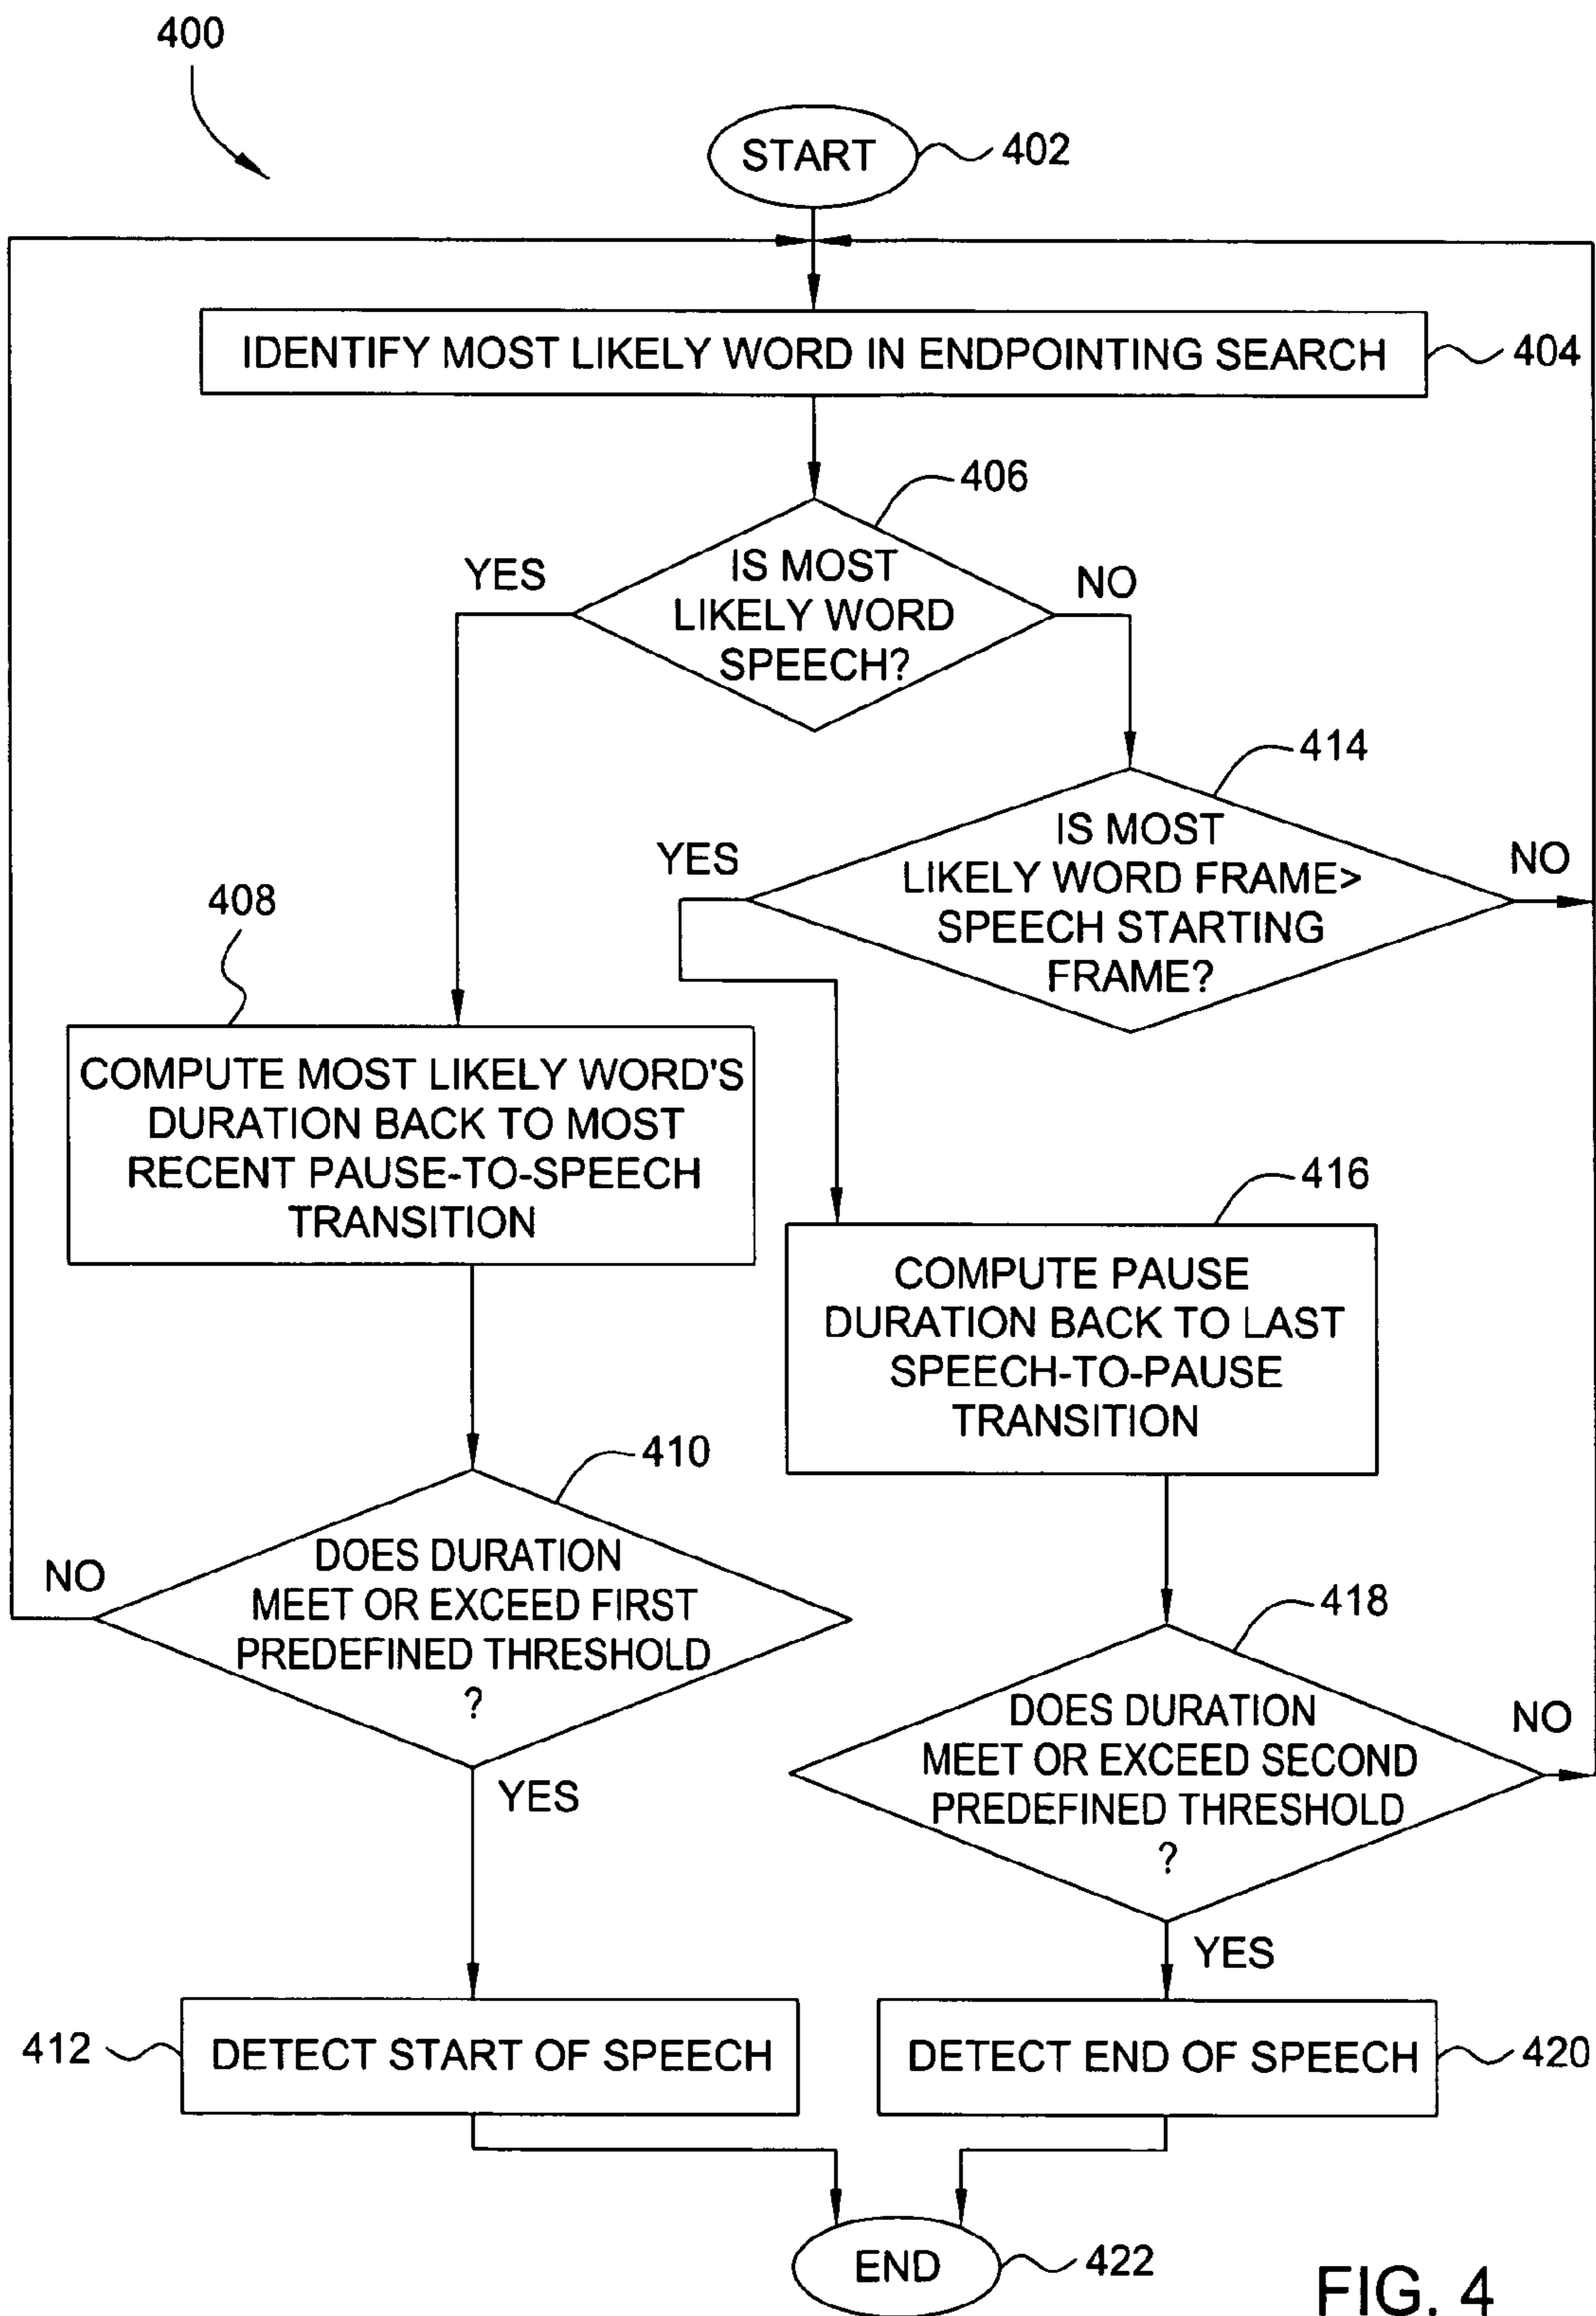 400
START
402
IDENTIFY MOST LIKELY WORD IN ENDPOINTING SEARCH
404
406
YES
IS MOST
LIKELY WORD
SPEECH?
NO
414
YES
IS MOST
LIKELY WORD FRAME>
SPEECH STARTING
FRAME?
NO
408
COMPUTE MOST LIKELY WORD'S
DURATION BACK TO MOST
RECENT PAUSE-TO-SPEECH
TRANSITION
416
COMPUTE PAUSE
DURATION BACK TO LAST
SPEECH-TO-PAUSE
TRANSITION
410
NO
DOES DURATION
MEET OR EXCEED FIRST
PREDEFINED THRESHOLD
?
YES
418
DOES DURATION
MEET OR EXCEED SECOND
PREDEFINED THRESHOLD
?
NO
YES
412
DETECT START OF SPEECH
DETECT END OF SPEECH
420
END
422
FIG. 4